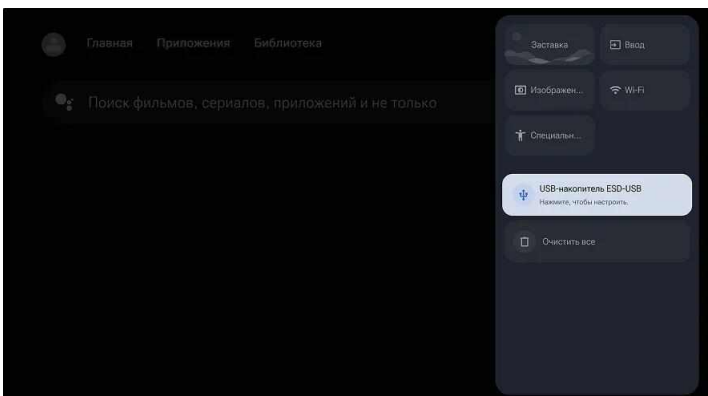 Главная Приложения Библиотека
Поиск фильмов, сериалов, приложений и не только
Заставка
Ввод
Изображен...
Wi-Fi
Специальн...
USB-накопитель ESD-USB
Нажмите, чтобы настроить.
Очистить все